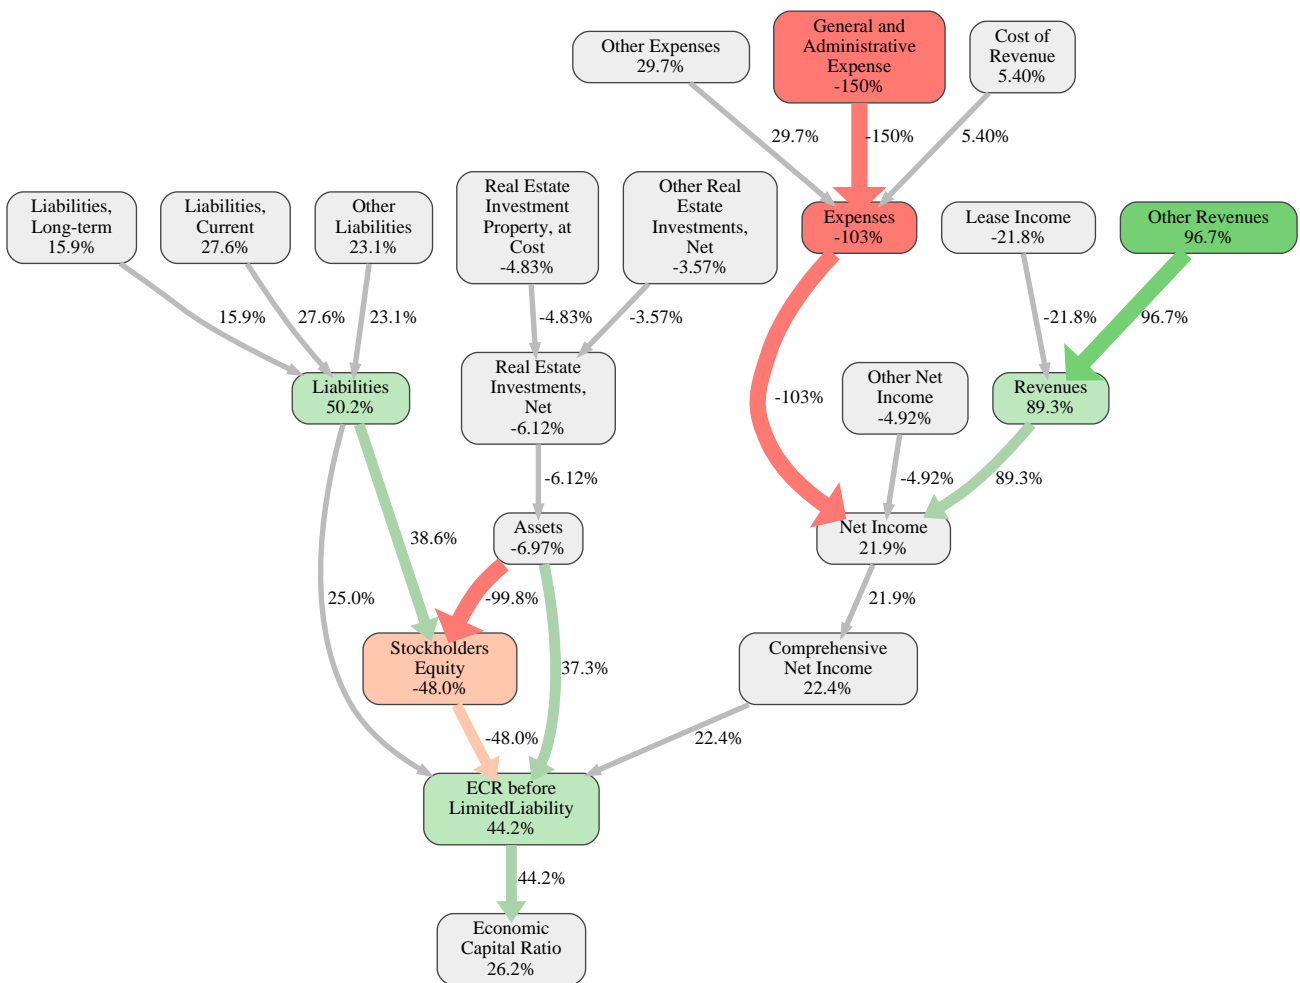 Other Expenses
29.7%
General and
Administrative
Expense
-150%
Cost of
Revenue
5.40%
29.7%
-150%
5.40%
Liabilities,
Long-term
15.9%
Liabilities,
Current
27.6%
Other
Liabilities
23.1%
Real Estate
Investment
Property, at
Cost
-4.83%
Other Real
Estate
Investments,
Net
-3.57%
Expenses
-103%
Lease Income
-21.8%
Other Revenues
96.7%
15.9%
27.6%
23.1%
-4.83%
-3.57%
-21.8%
96.7%
Liabilities
50.2%
Real Estate
Investments,
Net
-6.12%
-103%
Other Net
Income
-4.92%
Revenues
89.3%
-6.12%
-4.92%
89.3%
38.6%
Assets
-6.97%
Net Income
21.9%
25.0%
-99.8%
21.9%
Stockholders
Equity
-48.0%
37.3%
Comprehensive
Net Income
22.4%
-48.0%
22.4%
ECR before
LimitedLiability
44.2%
44.2%
Economic
Capital Ratio
26.2%